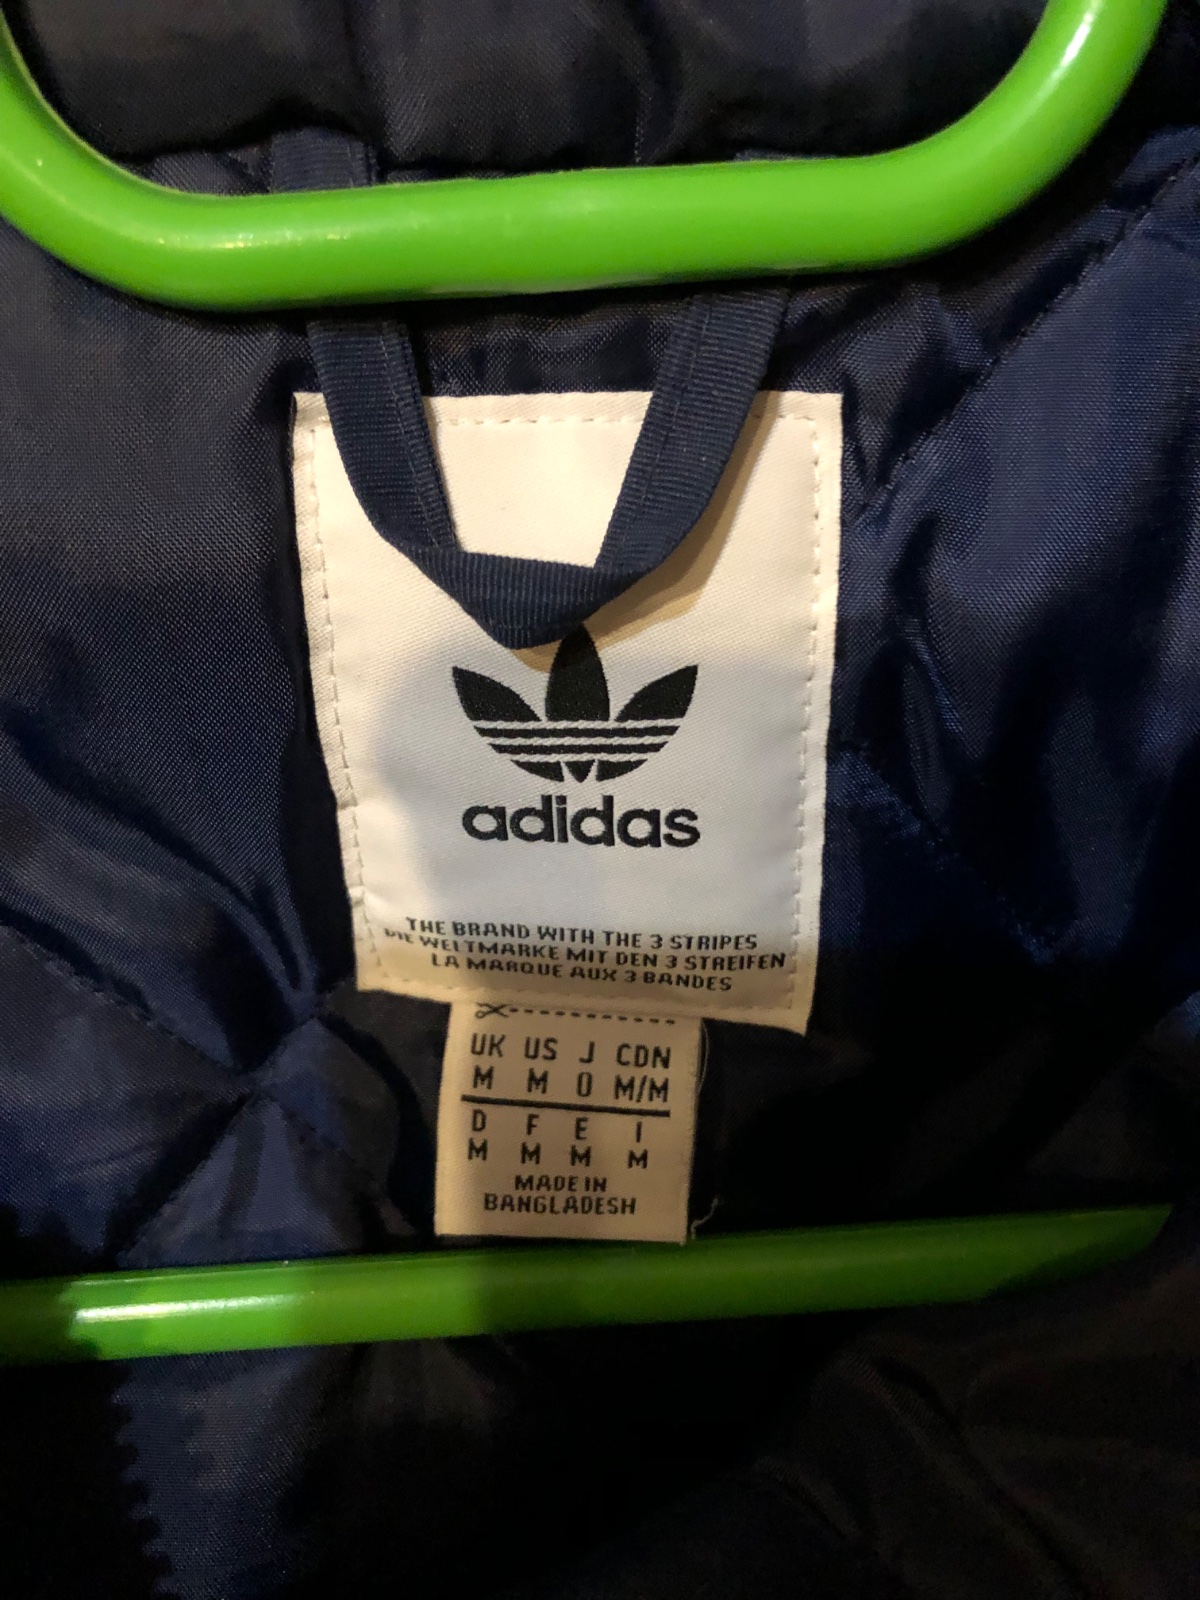 adidas
THE BRAND WITH THE 3 STRIPES
DIE WELTMARKE MIT DEN 3 STREIFEN
LA MARQUE AUX 3 BANDES
UK US J CDN
M M O M/M
D F E I
M M M M
MADE IN
BANGLADESH